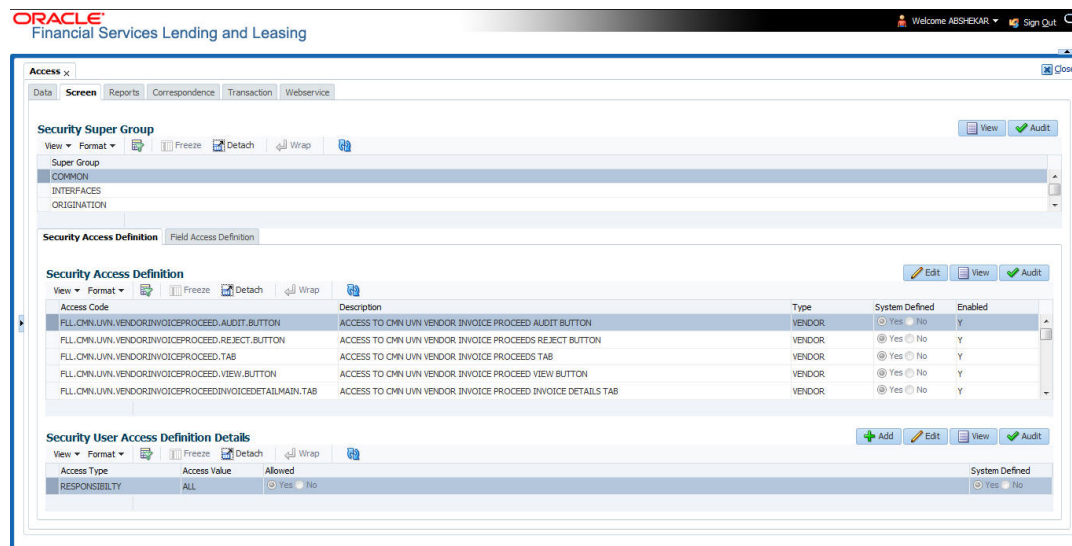 ORACLE
Welcome ABSHEKAR Sign Out
Financial Services Lending and Leasing
Access
Data Screen Reports Correspondence Transaction Webservice
Security Super Group
View Audit
View Format Freeze Detach Wrap
Super Group
COMMON
INTERFACES
ORIGINATION
Security Access Definition Field Access Definition
Security Access Definition
Edit View Audit
View Format Freeze Detach Wrap
Access Code Description Type System Defined Enabled
FLL.CMN.UVN.VENDORINVOICEPROCEED.AUDIT.BUTTON ACCESS TO CMN UVN VENDOR INVOICE PROCEED AUDIT BUTTON VENDOR Yes No Y
FLL.CMN.UVN.VENDORINVOICEPROCEED.REJECT.BUTTON ACCESS TO CMN UVN VENDOR INVOICE PROCEEDS REJECT BUTTON VENDOR Yes No Y
FLL.CMN.UVN.VENDORINVOICEPROCEED.TAB ACCESS TO CMN UVN VENDOR INVOICE PROCEEDS TAB VENDOR Yes No Y
FLL.CMN.UVN.VENDORINVOICEPROCEED.VIEW.BUTTON ACCESS TO CMN UVN VENDOR INVOICE PROCEED VIEW BUTTON VENDOR Yes No Y
FLL.CMN.UVN.VENDORINVOICEPROCEEDINVOICEDETAILMAIN.TAB ACCESS TO CMN UVN VENDOR INVOICE PROCEED INVOICE DETAILS TAB VENDOR Yes No Y
Security User Access Definition Details
Add Edit View Audit
View Format Freeze Detach Wrap
Access Type Access Value Allowed System Defined
RESPONSIBILTY ALL Yes No Yes No